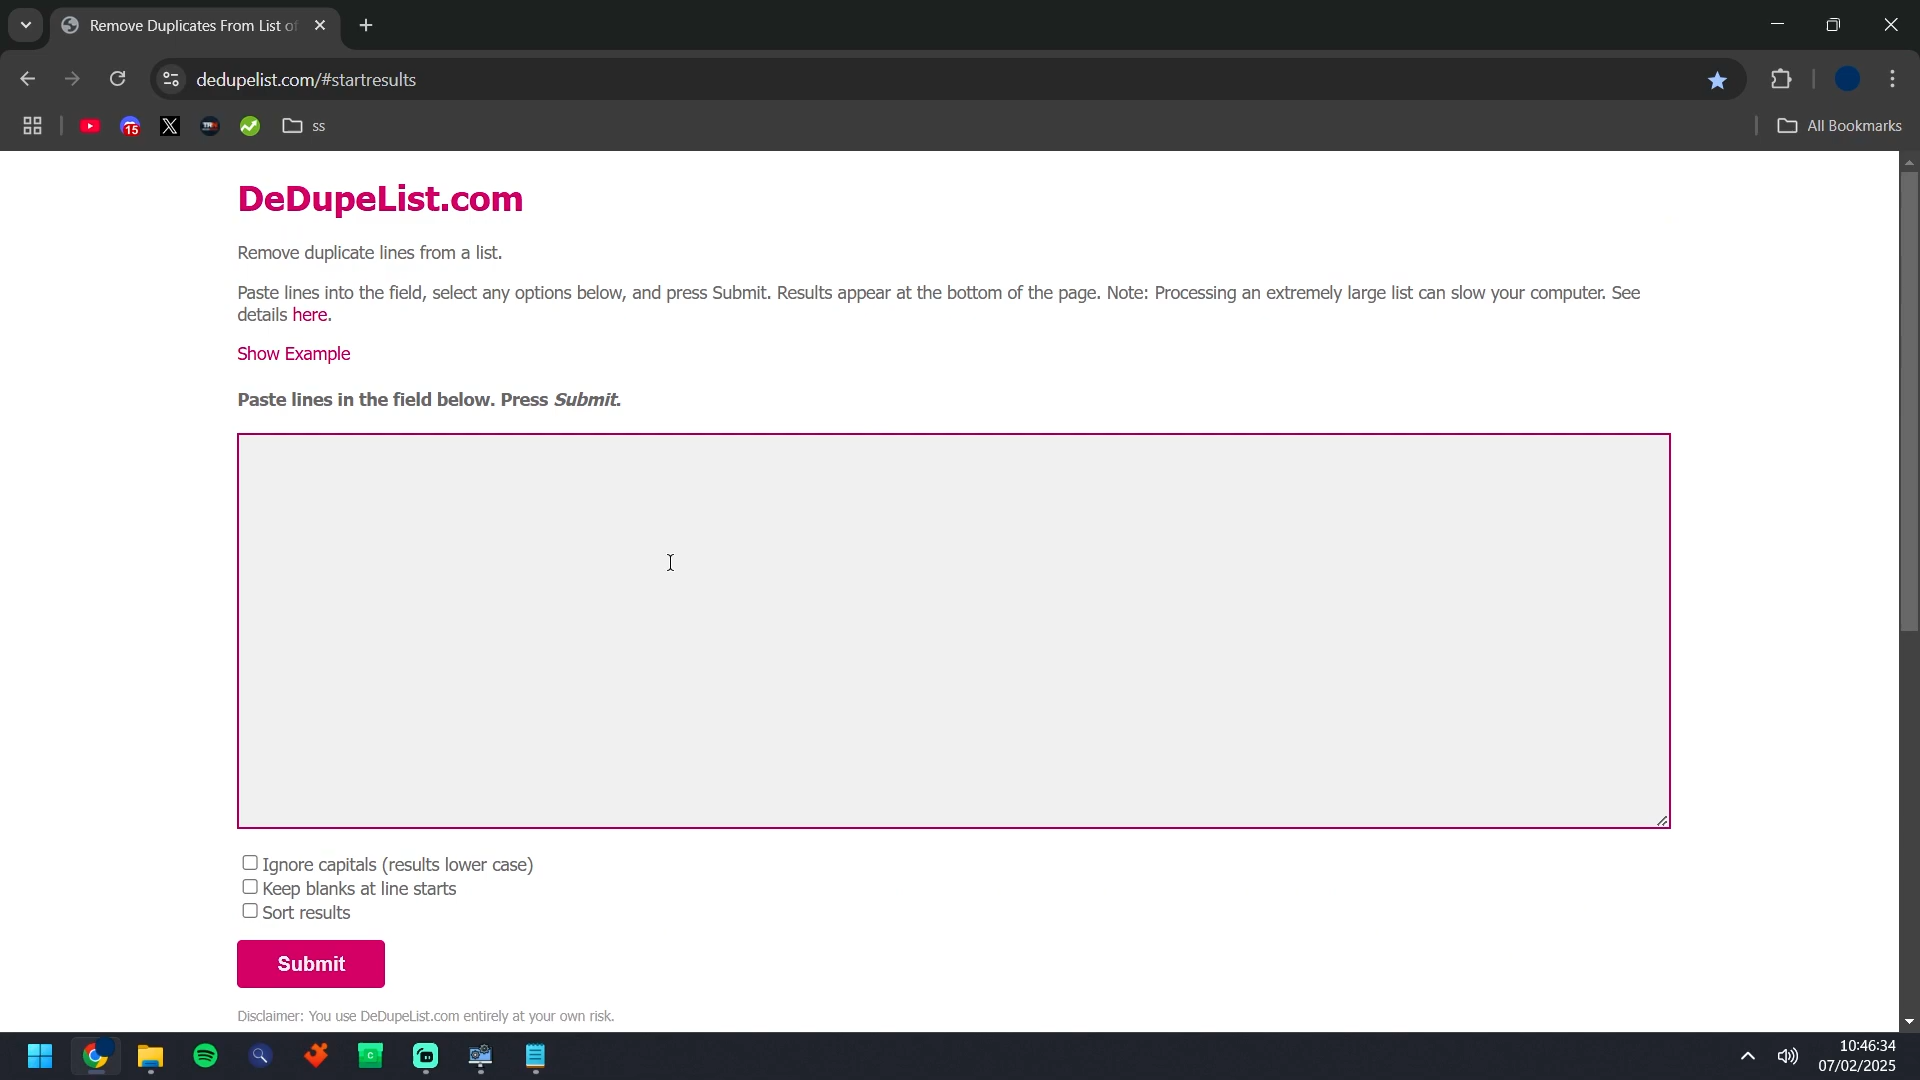 Remove Duplicates From List of
dedupelist.com/#startresults
15
ss
All Bookmarks
DeDupeList.com
Remove duplicate lines from a list.
Paste lines into the field, select any options below, and press Submit. Results appear at the bottom of the page. Note: Processing an extremely large list can slow your computer. See
details here.
Show Example
Paste lines in the field below. Press Submit.
Ignore capitals (results lower case)
Keep blanks at line starts
Sort results
Submit
Disclaimer: You use DeDupeList.com entirely at your own risk.
10:46:34
07/02/2025